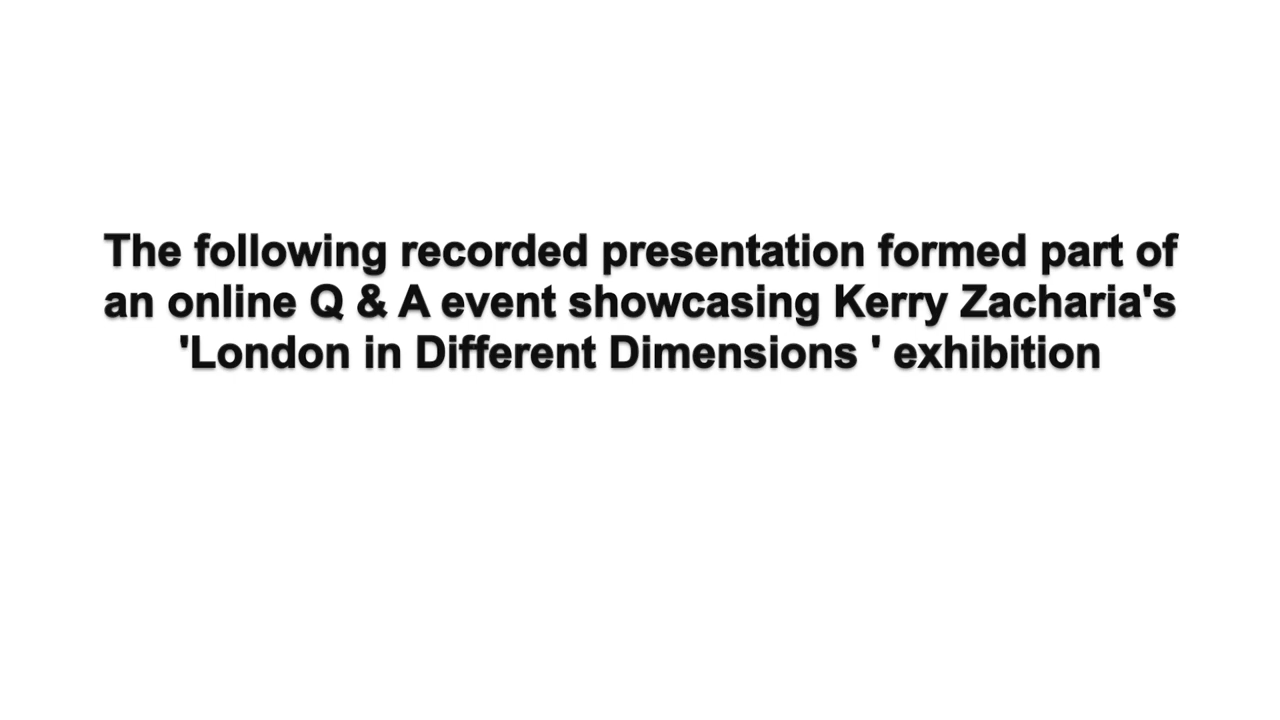 The following recorded presentation formed part of
an online Q & A event showcasing Kerry Zacharia's
'London in Different Dimensions ' exhibition